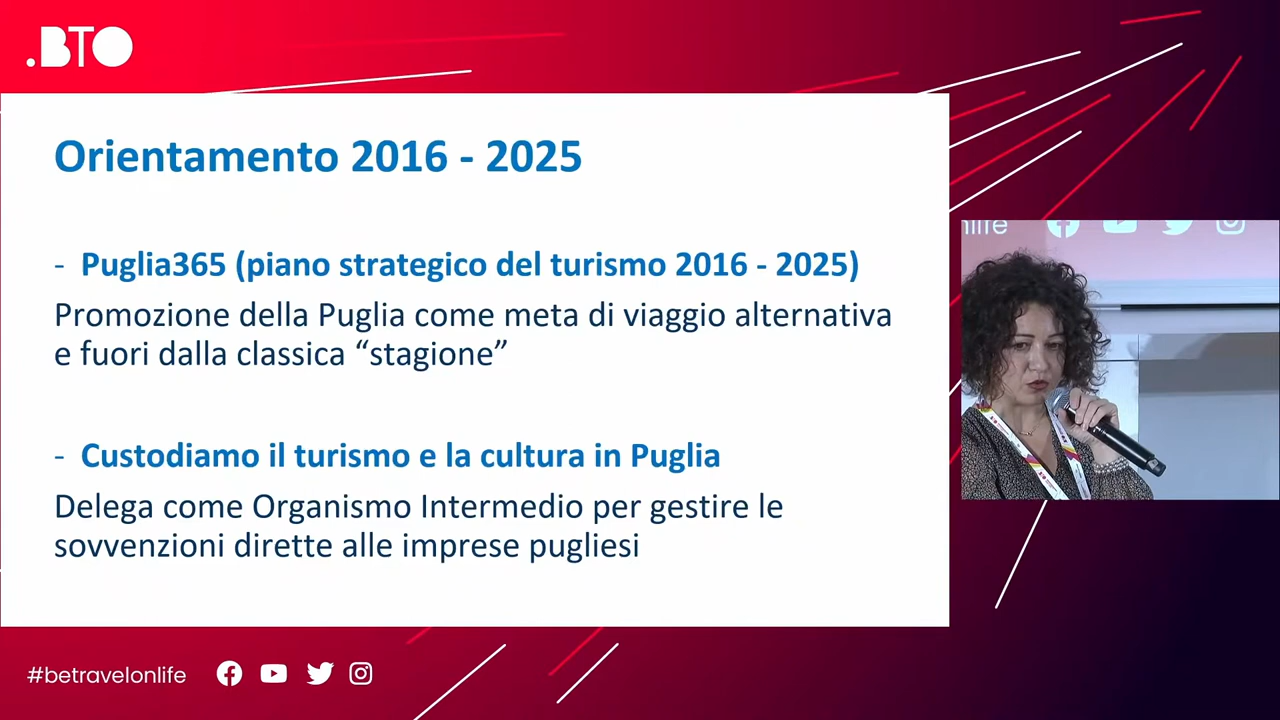 .BTO
Orientamento 2016 - 2025
- Puglia365 (piano strategico del turismo 2016 - 2025)
Promozione della Puglia come meta di viaggio alternativa
e fuori dalla classica “stagione”
- Custodiamo il turismo e la cultura in Puglia
Delega come Organismo Intermedio per gestire le
sovvenzioni dirette alle imprese pugliesi
nlife
#betravelonlife